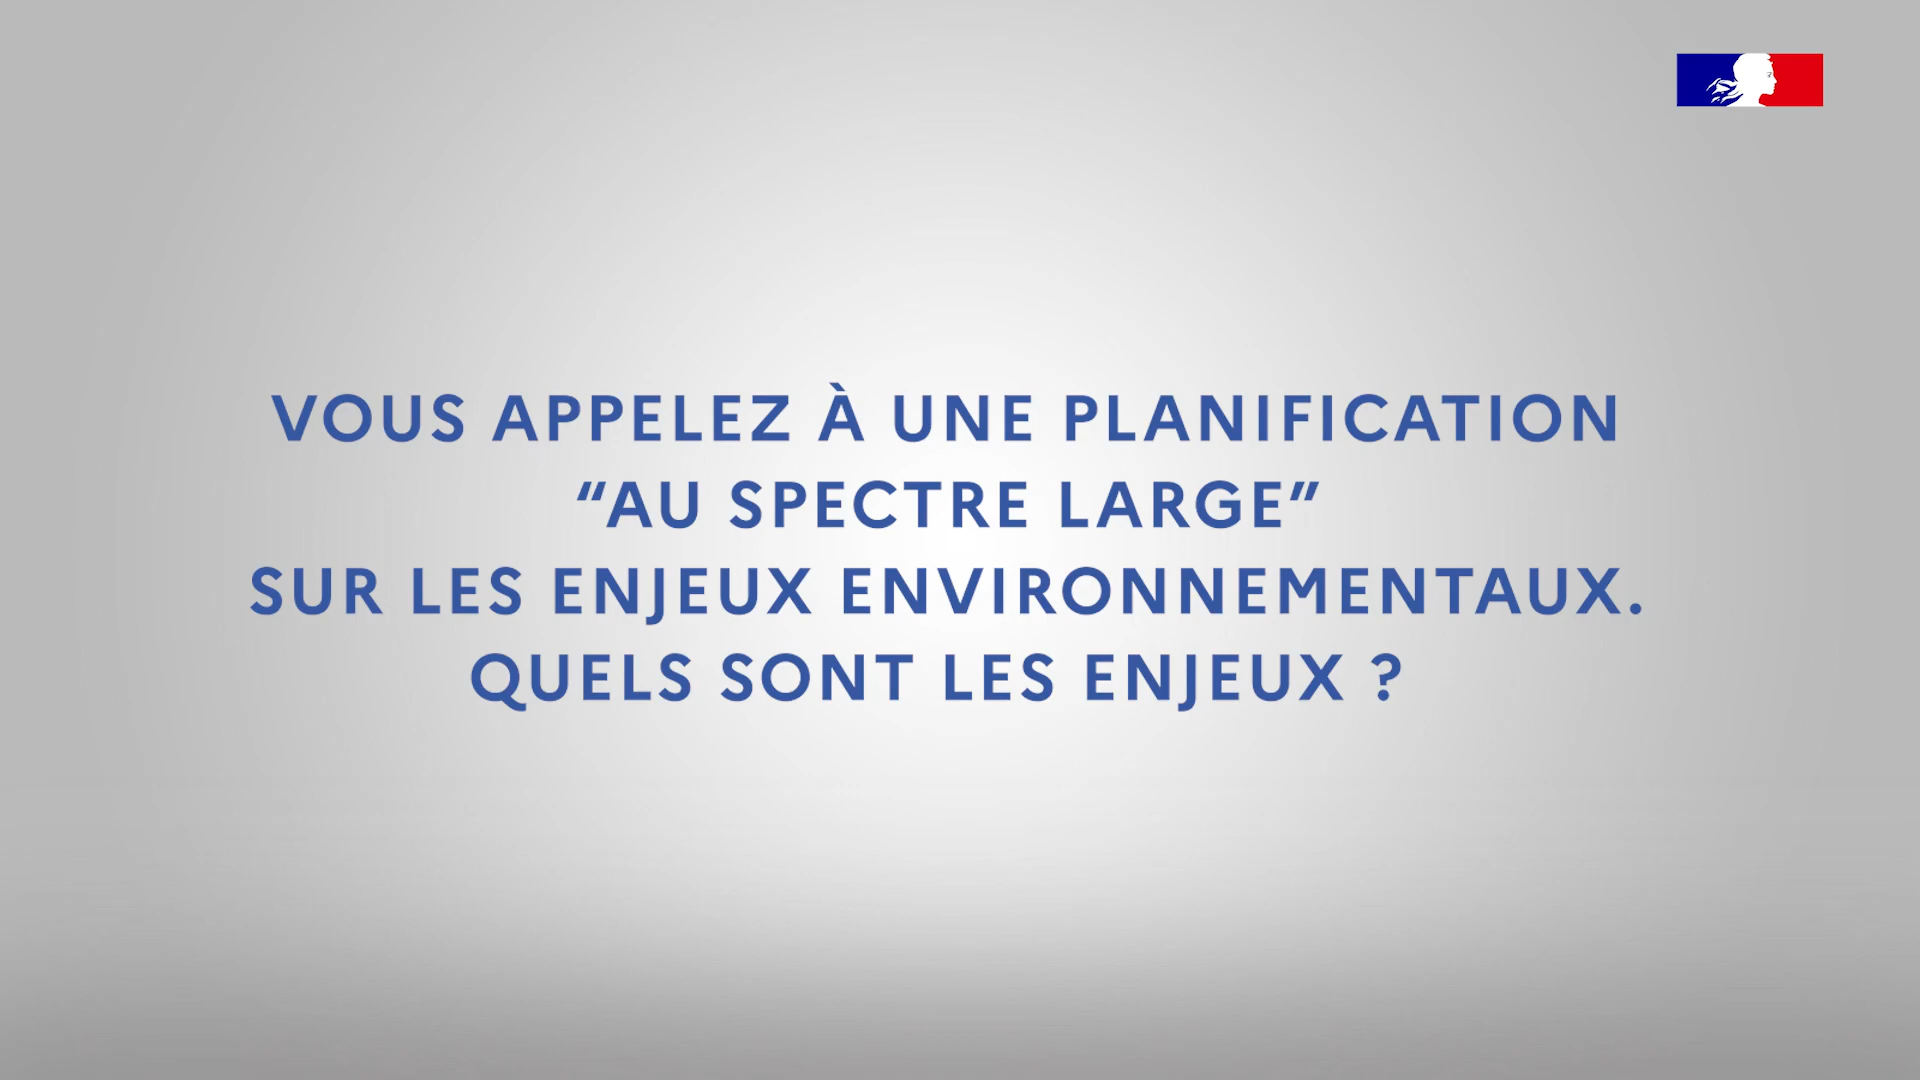 VOUS APPELEZ À UNE PLANIFICATION
“AU SPECTRE LARGE”
SUR LES ENJEUX ENVIRONNEMENTAUX.
QUELS SONT LES ENJEUX ?